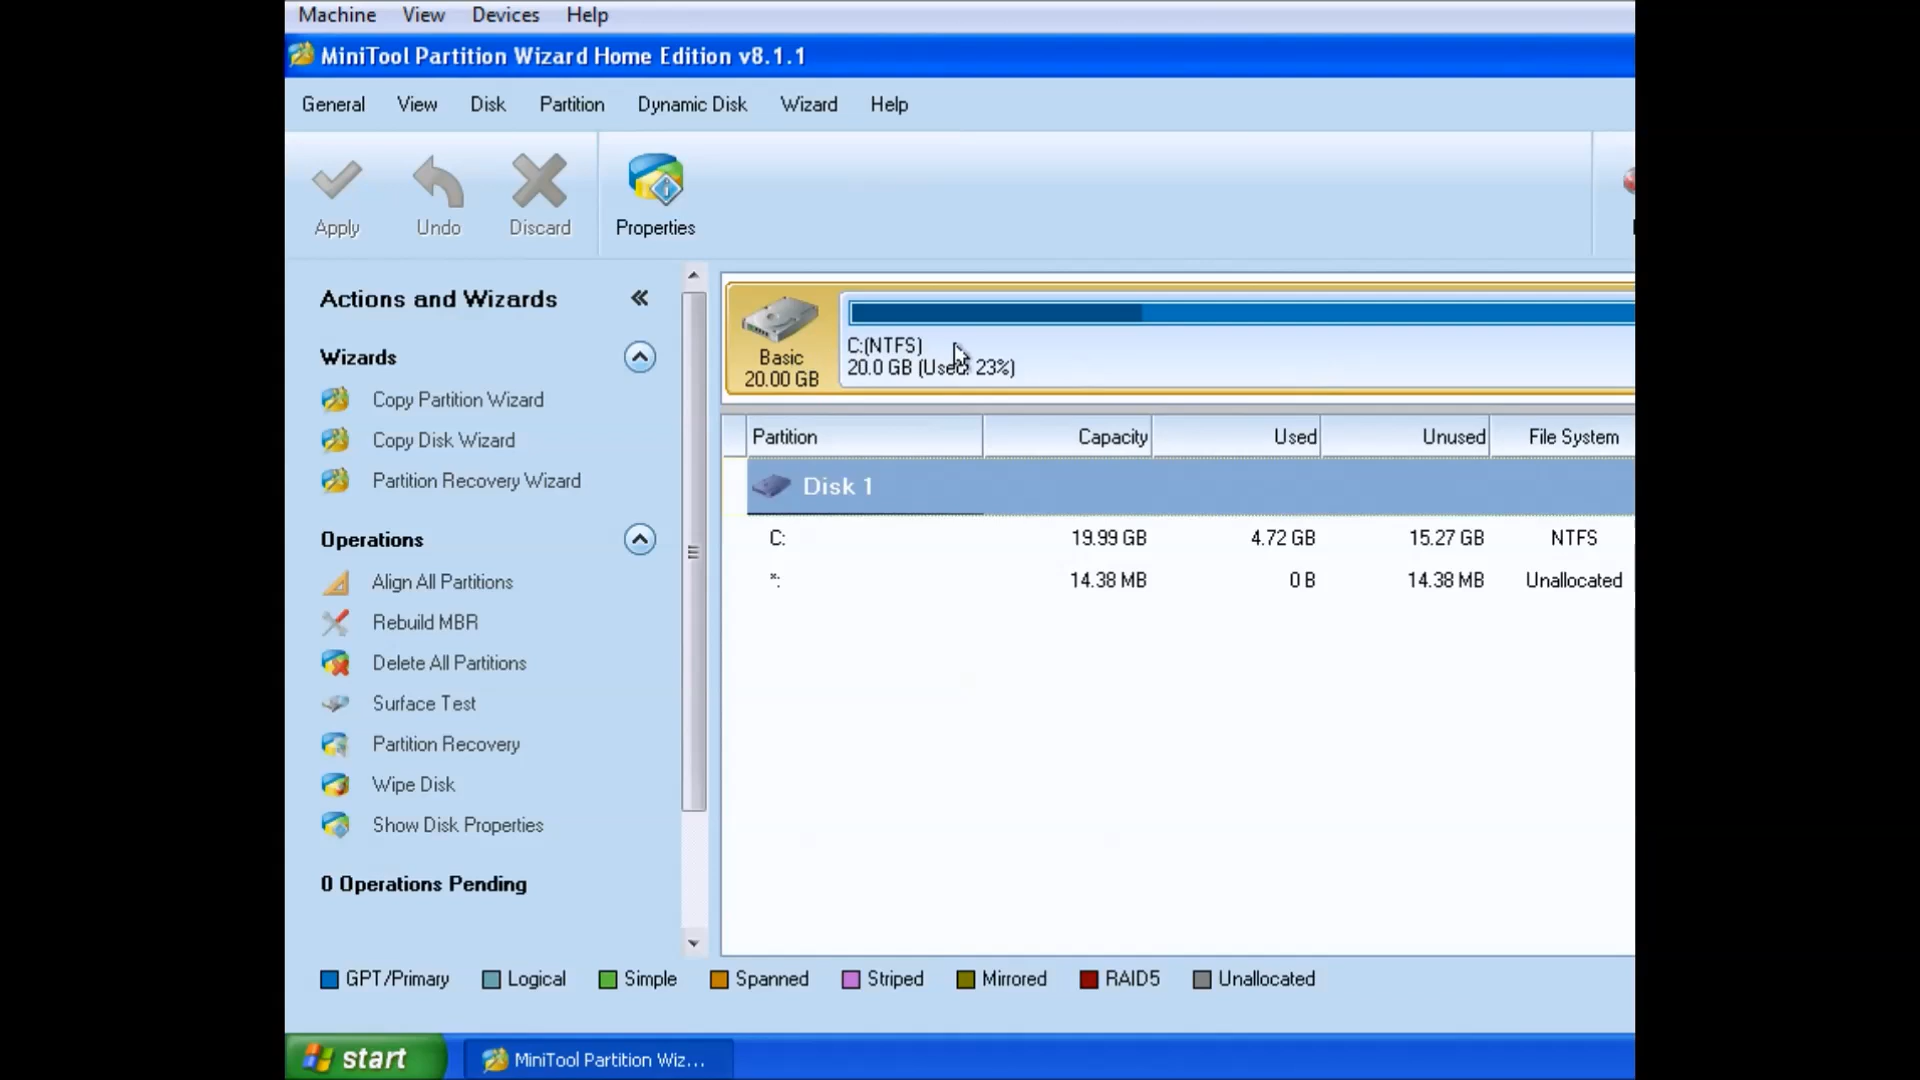 Machine View Devices Help
MiniTool Partition Wizard Home Edition v8.1.1
General View Disk Partition Dynamic Disk Wizard Help
Apply Undo Discard Properties
Actions and Wizards
Wizards
Copy Partition Wizard
Copy Disk Wizard
Partition Recovery Wizard
Operations
Align All Partitions
Rebuild MBR
Delete All Partitions
Surface Test
Partition Recovery
Wipe Disk
Show Disk Properties
0 Operations Pending
Basic
20.00 GB
C:(NTFS)
20.0 GB (Used: 23%)
Partition Capacity Used Unused File System
Disk 1
C: 19.99 GB 4.72 GB 15.27 GB NTFS
*: 14.38 MB 0 B 14.38 MB Unallocated
GPT/Primary Logical Simple Spanned Striped Mirrored RAID5 Unallocated
start MiniTool Partition Wiz...